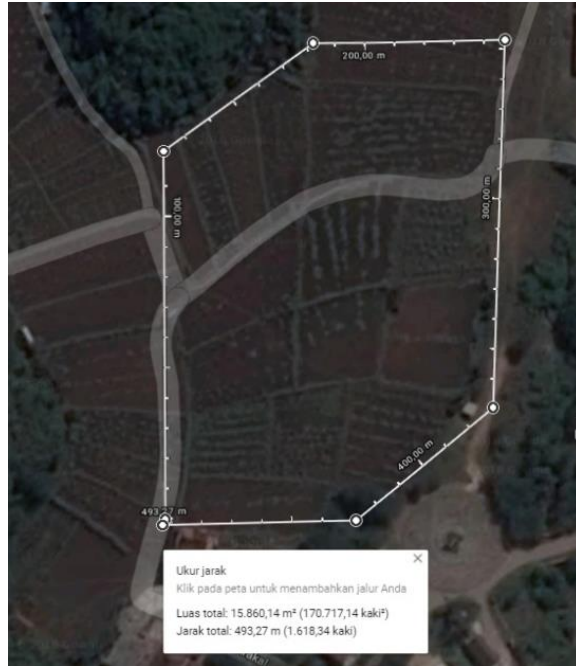 200,00 m
100,00 m
300,00 m
400,00 m
493,27 m
Ukur jarak
Klik pada peta untuk menambahkan jalur Anda
Luas total: 15.860,14 m² (170.717,14 kaki²)
Jarak total: 493,27 m (1.618,34 kaki)